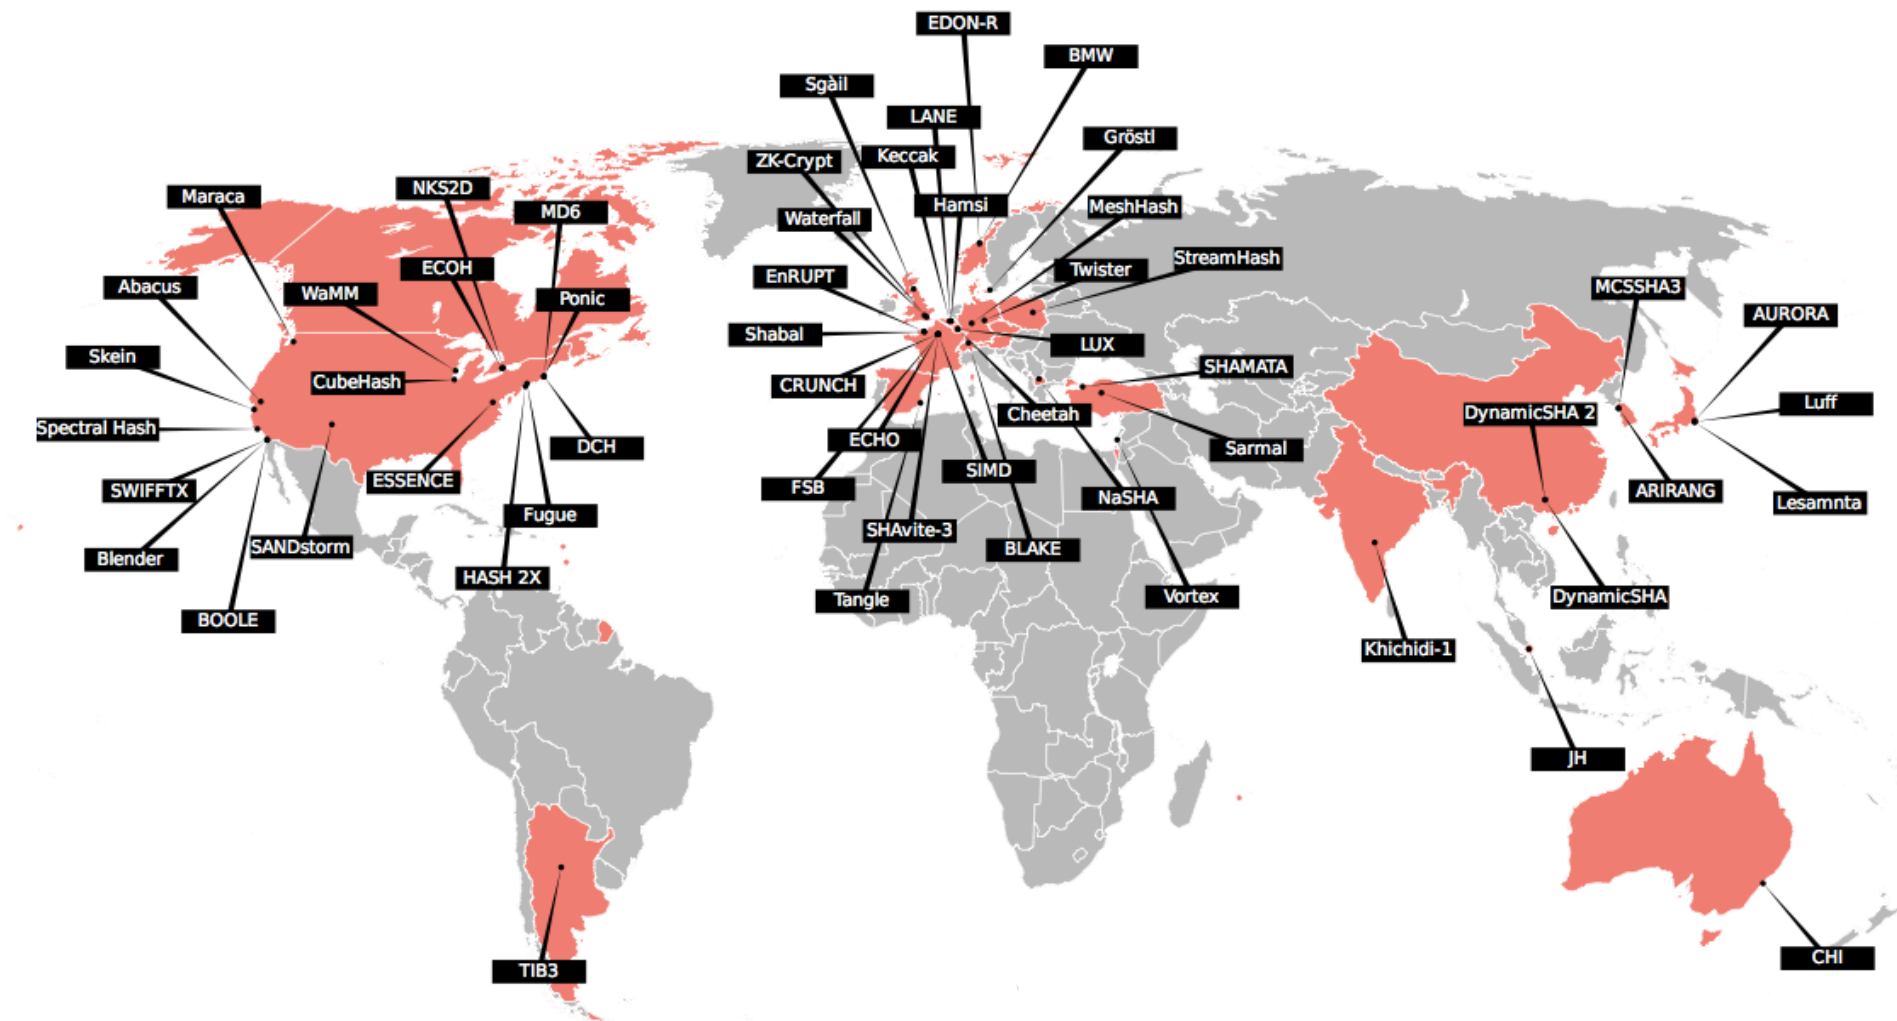 EDON-R
BMW
Sgàil
LANE
Gröstl
ZK-Crypt
Keccak
Maraca
NKS2D
MD6
Waterfall
Hamsi
MeshHash
ECOH
Twister
StreamHash
Abacus
WaMM
Ponic
EnRUPT
MCSSHA3
AURORA
Shabal
LUX
Skein
CubeHash
CRUNCH
SHAMATA
Luff
Cheetah
DynamicSHA 2
Spectral Hash
DCH
ECHO
Sarmal
SWIFFTX
ESSENCE
FSB
SIMD
NaSHA
ARIRANG
Lesamnta
Fugue
SHAvite-3
Blender
SANDstorm
BLAKE
HASH 2X
Tangle
Vortex
DynamicSHA
BOOLE
Khichidi-1
JH
TIB3
CHI